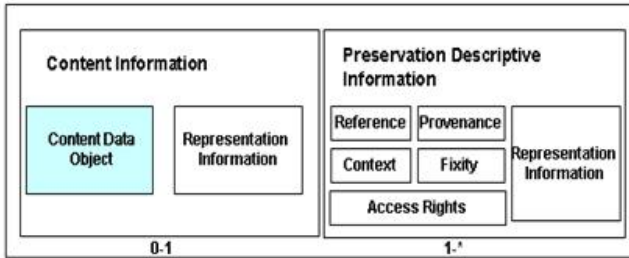 Content Information
Content Data
Object
Representation
Information
0-1
Preservation Descriptive
Information
Reference
Provenance
Context
Fixity
Access Rights
Representation
Information
1-*